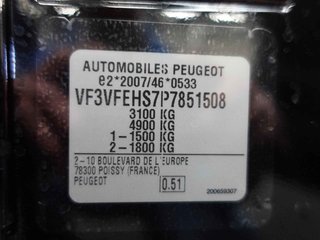 AUTOMOBILES PEUGEOT
e2*2007/46*0533
VF3VFEHS7P7851508
3100 KG
4900 KG
1-1500 KG
2-1800 KG
2-10 BOULEVARD DE L'EUROPE
78300 POISSY (FRANCE)
PEUGEOT
0.51
200659307